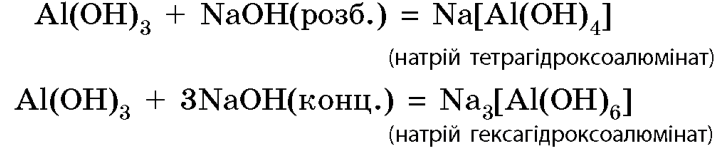 Al(OH)₃ + NaOH(розб.) = Na[Al(OH)₄]
(натрій тетрагідроксоалюмінат)
Al(OH)₃ + 3NaOH(конц.) = Na₃[Al(OH)₆]
(натрій гексагідроксоалюмінат)